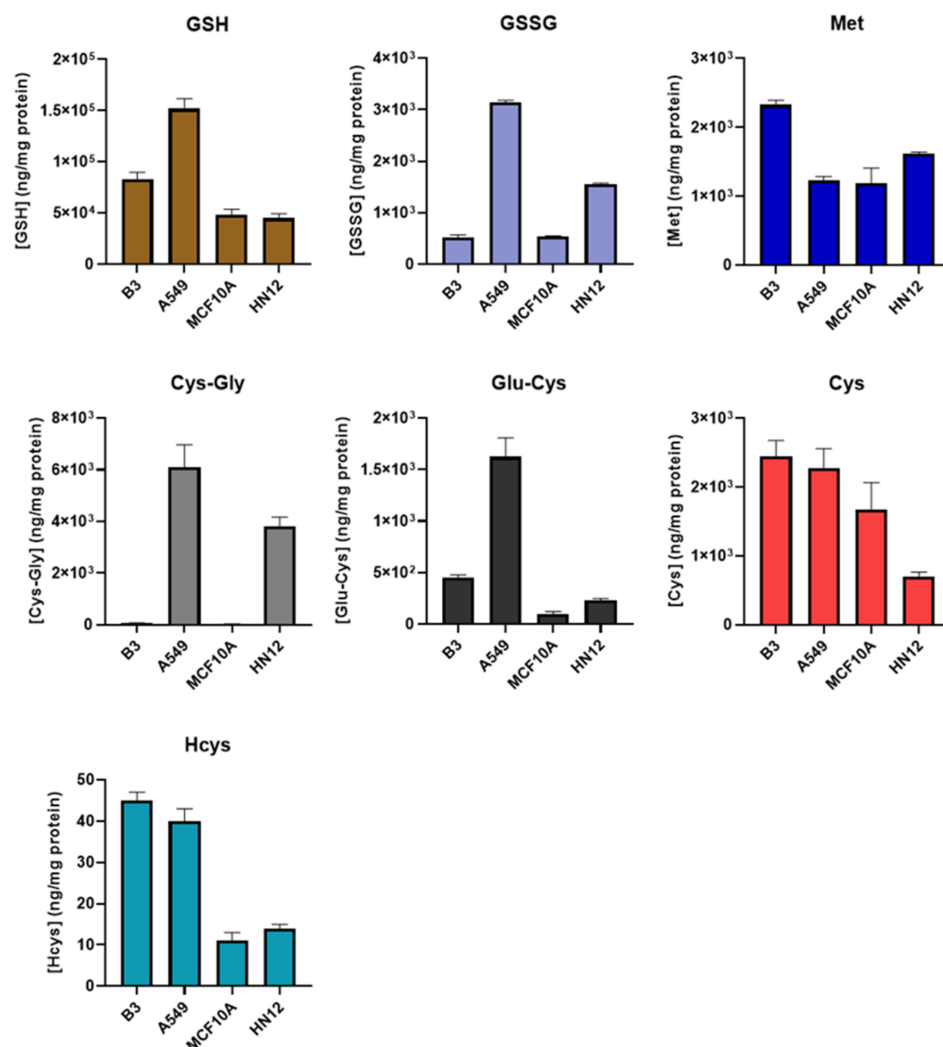 GSH
[GSH] (ng/mg protein)
2×10⁵
1.5×10⁵
1×10⁵
5×10⁴
0
B3
A549
MCF10A
HN12
GSSG
[GSSG] (ng/mg protein)
4×10³
3×10³
2×10³
1×10³
0
B3
A549
MCF10A
HN12
Met
[Met] (ng/mg protein)
3×10³
2×10³
1×10³
0
B3
A549
MCF10A
HN12
Cys-Gly
[Cys-Gly] (ng/mg protein)
8×10³
6×10³
4×10³
2×10³
0
B3
A549
MCF10A
HN12
Glu-Cys
[Glu-Cys] (ng/mg protein)
2×10³
1.5×10³
1×10³
5×10²
0
B3
A549
MCF10A
HN12
Cys
[Cys] (ng/mg protein)
3×10³
2×10³
1×10³
0
B3
A549
MCF10A
HN12
Hcys
[Hcys] (ng/mg protein)
50
40
30
20
10
0
B3
A549
MCF10A
HN12